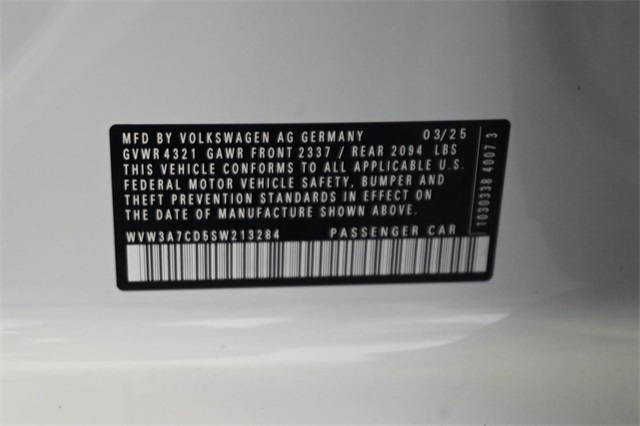 MFD BY VOLKSWAGEN AG GERMANY 03/25
GVWR 4321 GAWR FRONT 2337 / REAR 2094 LBS
THIS VEHICLE CONFORMS TO ALL APPLICABLE U.S.
FEDERAL MOTOR VEHICLE SAFETY, BUMPER AND
THEFT PREVENTION STANDARDS IN EFFECT ON
THE DATE OF MANUFACTURE SHOWN ABOVE.
WVW3A7CD5SW213284 PASSENGER CAR
1030338 4007 3